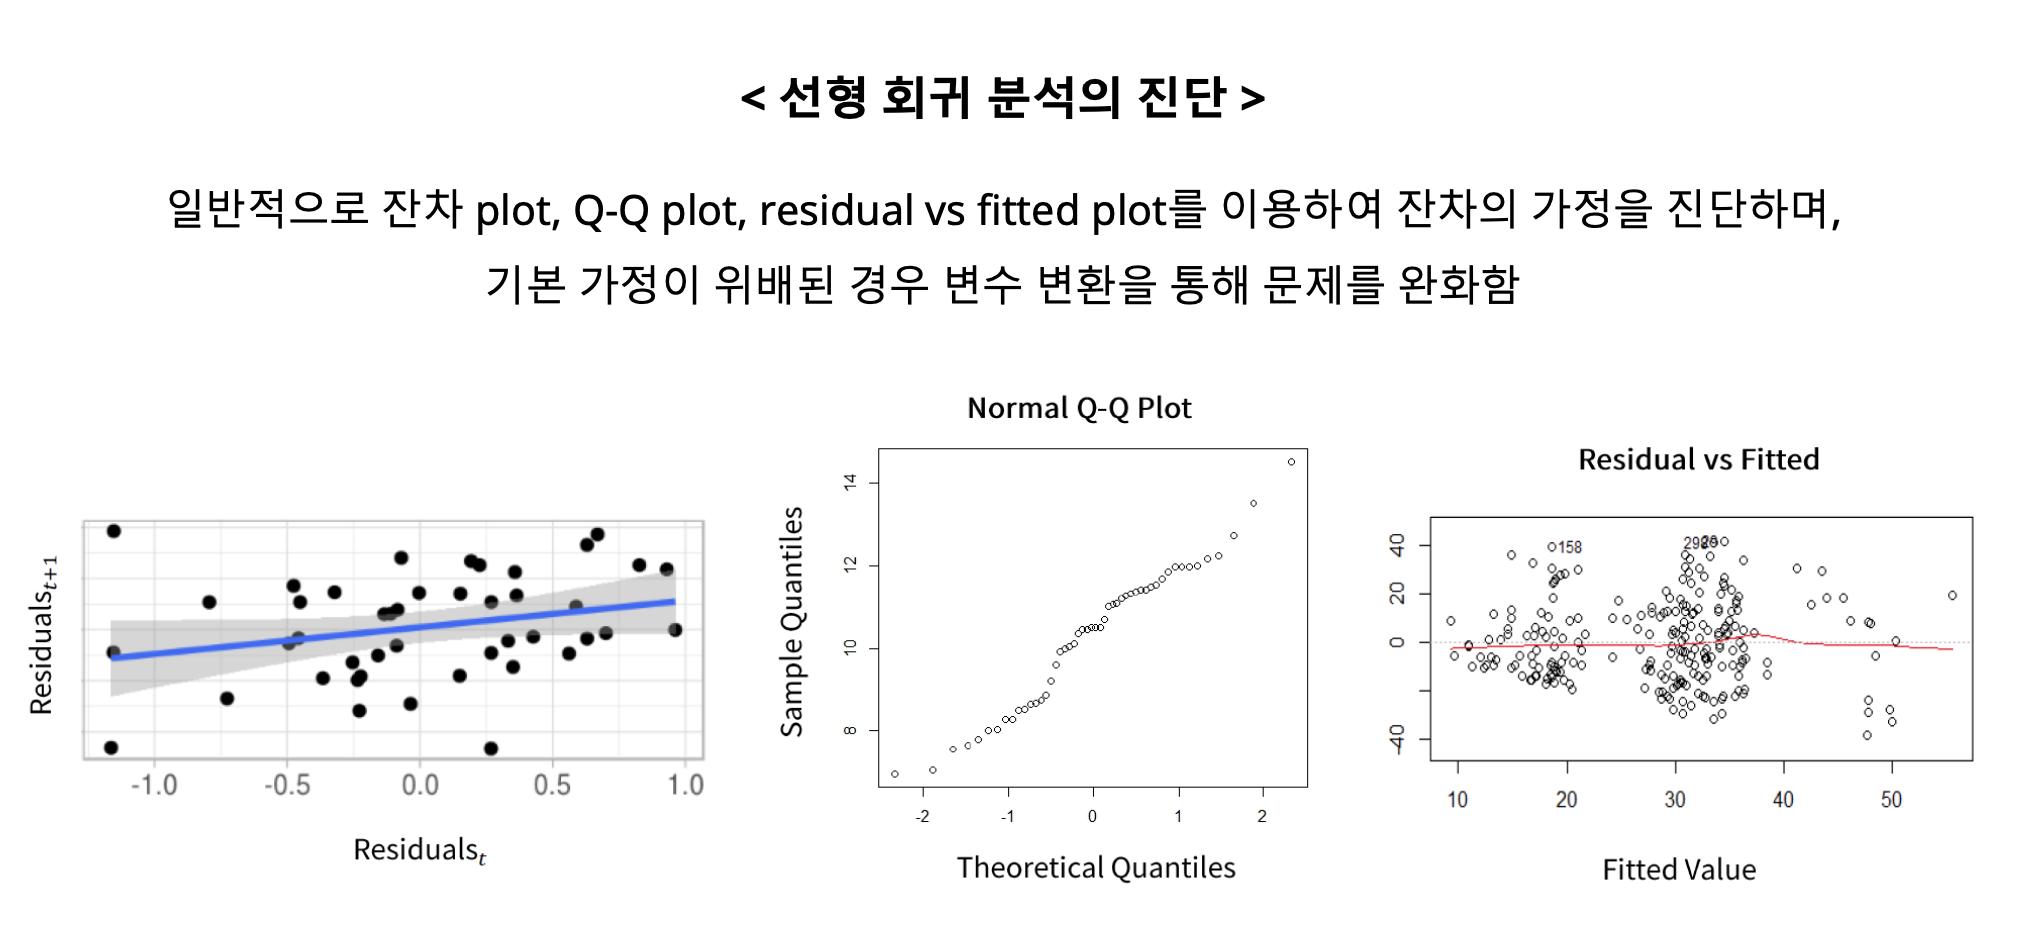 < 선형 회귀 분석의 진단 >
일반적으로 잔차 plot, Q-Q plot, residual vs fitted plot를 이용하여 잔차의 가정을 진단하며,
기본 가정이 위배된 경우 변수 변환을 통해 문제를 완화함
Residuals_{t+1}
-1.0 -0.5 0.0 0.5 1.0
Residuals_t
Normal Q-Q Plot
Sample Quantiles
14
12
10
8
-2 -1 0 1 2
Theoretical Quantiles
Residual vs Fitted
40
20
0
-40
158
10 20 30 40 50
Fitted Value